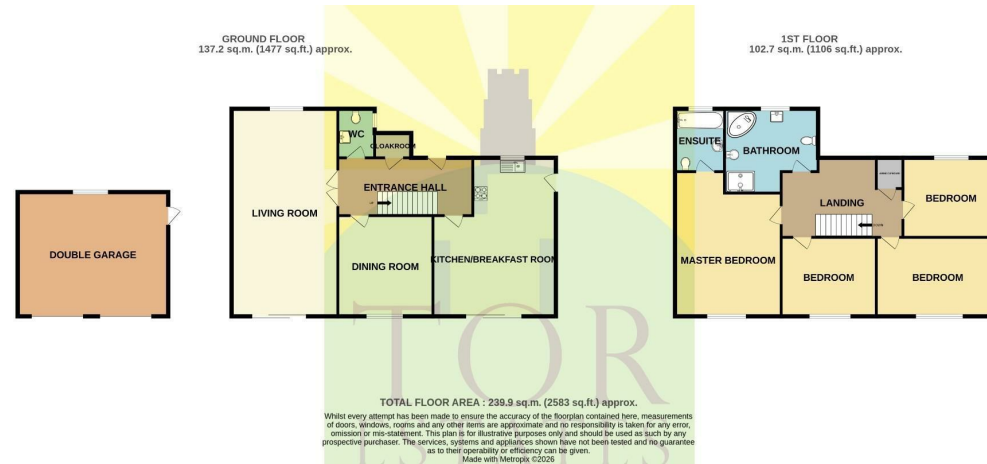 GROUND FLOOR
137.2 sq.m. (1477 sq.ft.) approx.
1ST FLOOR
102.7 sq.m. (1106 sq.ft.) approx.
WC
CLOAKROOM
ENTRANCE HALL
LIVING ROOM
DOUBLE GARAGE
DINING ROOM
KITCHEN/BREAKFAST ROOM
ENSUITE
BATHROOM
LANDING
BEDROOM
MASTER BEDROOM
BEDROOM
BEDROOM
TOR
ESTATES
TOTAL FLOOR AREA : 239.9 sq.m. (2583 sq.ft.) approx.
Whilst every attempt has been made to ensure the accuracy of the floorplan contained here, measurements
of doors, windows, rooms and any other items are approximate and no responsibility is taken for any error,
omission or mis-statement. This plan is for illustrative purposes only and should be used as such by any
prospective purchaser. The services, systems and appliances shown have not been tested and no guarantee
as to their operability or efficiency can be given.
Made with Metropix ©2026